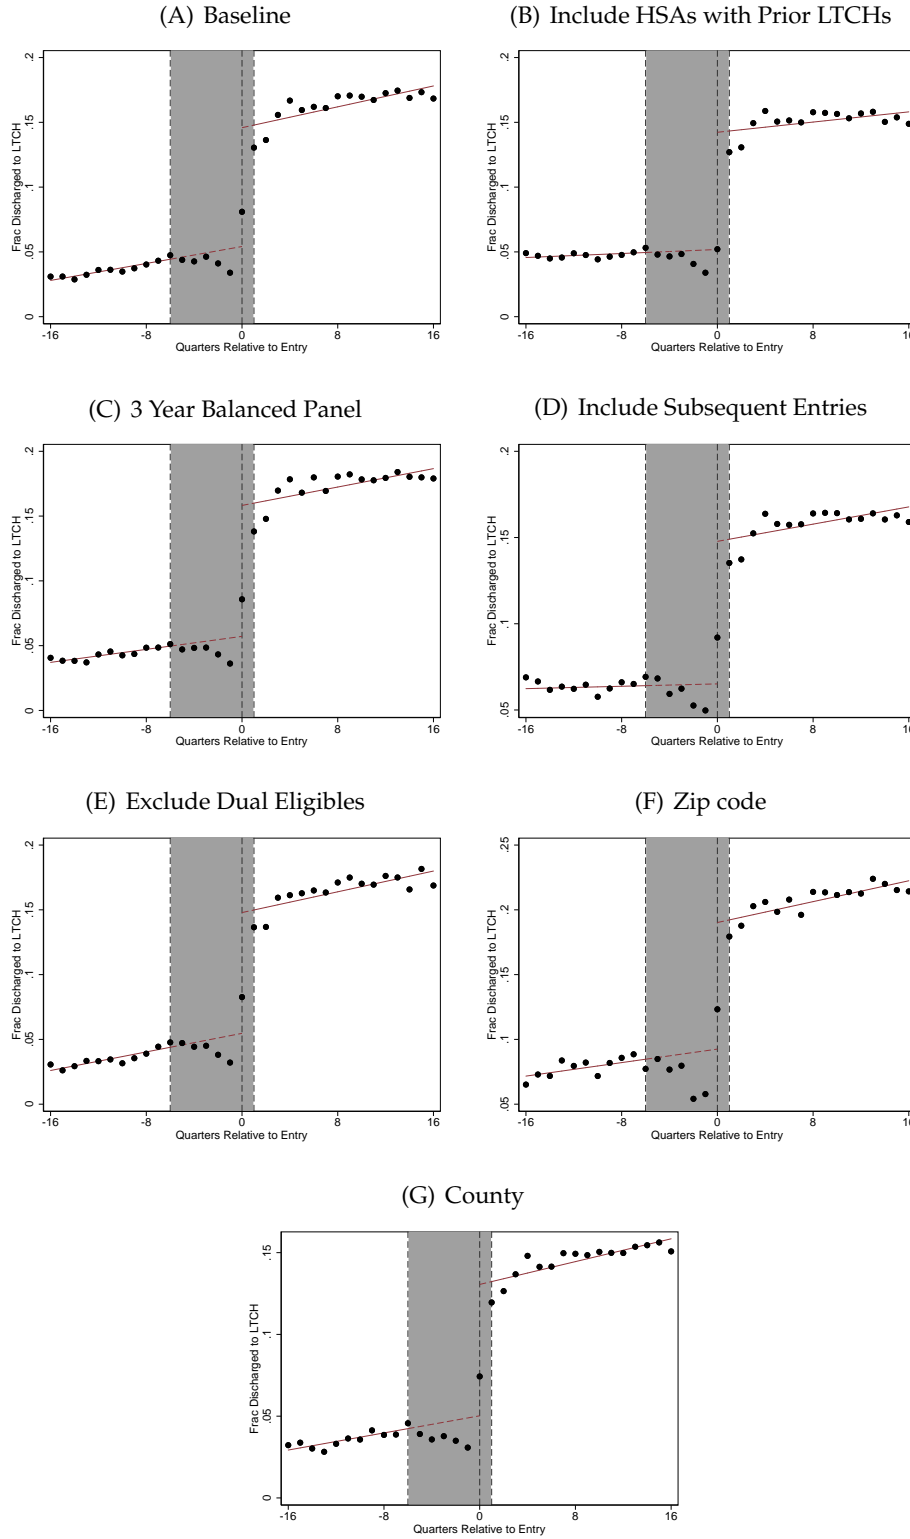 (A) Baseline
(B) Include HSAs with Prior LTCHs
Frac Discharged to LTCH
0 .05 .1 .15 .2
-16 -8 0 8 16
Quarters Relative to Entry
Frac Discharged to LTCH
0 .05 .1 .15 .2
-16 -8 0 8 16
Quarters Relative to Entry
(C) 3 Year Balanced Panel
(D) Include Subsequent Entries
Frac Discharged to LTCH
0 .05 .1 .15 .2
-16 -8 0 8 16
Quarters Relative to Entry
Frac Discharged to LTCH
.05 .1 .15 .2
-16 -8 0 8 16
Quarters Relative to Entry
(E) Exclude Dual Eligibles
(F) Zip code
Frac Discharged to LTCH
0 .05 .1 .15 .2
-16 -8 0 8 16
Quarters Relative to Entry
Frac Discharged to LTCH
.05 .1 .15 .2 .25
-16 -8 0 8 16
Quarters Relative to Entry
(G) County
Frac Discharged to LTCH
0 .05 .1 .15
-16 -8 0 8 16
Quarters Relative to Entry